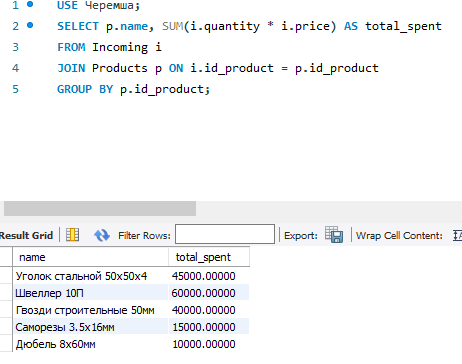 1 USE Черемша;
2 SELECT p.name, SUM(i.quantity * i.price) AS total_spent
3 FROM Incoming i
4 JOIN Products p ON i.id_product = p.id_product
5 GROUP BY p.id_product;
Result Grid Filter Rows: Export: Wrap Cell Content:
name total_spent
Уголок стальной 50x50x4 45000.00000
Швеллер 10П 60000.00000
Гвозди строительные 50мм 40000.00000
Саморезы 3.5x16мм 15000.00000
Дюбель 8x60мм 10000.00000